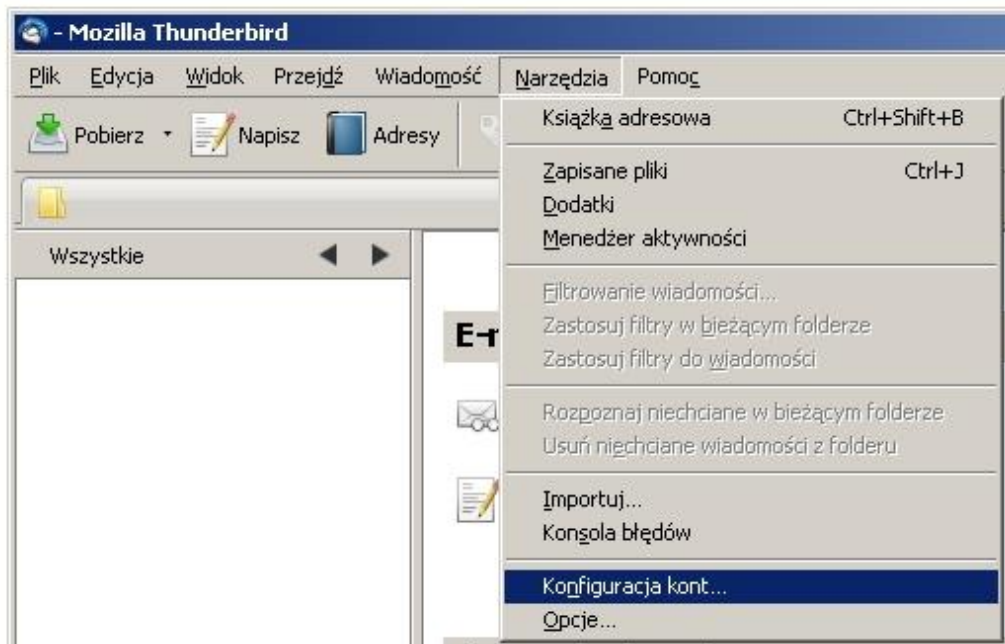 - Mozilla Thunderbird
Plik Edycja Widok Przejdź Wiadomość Narzędzia Pomoc
Pobierz Napisz Adresy
Wszystkie
E-
Książka adresowa Ctrl+Shift+B
Zapisane pliki Ctrl+J
Dodatki
Menedżer aktywności
Filtrowanie wiadomości...
Zastosuj filtry w bieżącym folderze
Zastosuj filtry do wiadomości
Rozpoznaj niechciane w bieżącym folderze
Usuń niechciane wiadomości z folderu
Importuj...
Konsola błędów
Konfiguracja kont...
Opcje...